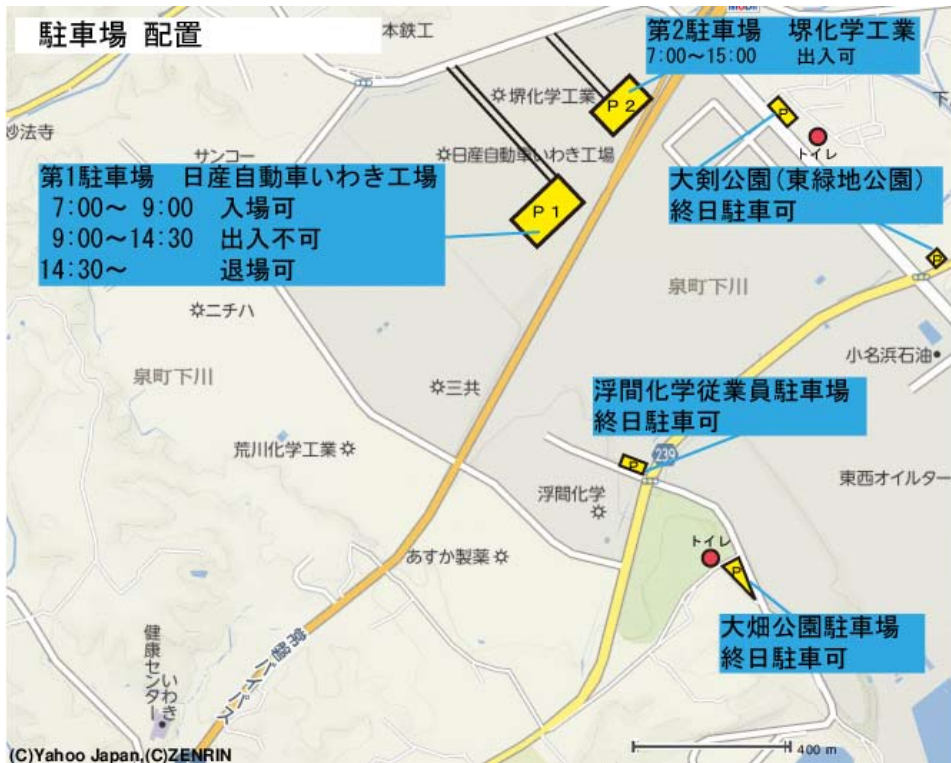 駐車場 配置
本鉄工
Mobil
第2駐車場 堺化学工業
7:00～15:00 出入可
堺化学工業
P 2
P
下
妙法寺
トイレ
サンコー
日産自動車いわき工場
第1駐車場 日産自動車いわき工場
7:00～ 9:00 入場可
9:00～14:30 出入不可
14:30～ 退場可
P 1
大剣公園(東緑地公園)
終日駐車可
P
泉町下川
ニチハ
小名浜石油
泉町下川
三共
浮間化学従業員駐車場
終日駐車可
荒川化学工業
P
239
東西オイルター
浮間化学
トイレ
あすか製薬
P
大畑公園駐車場
終日駐車可
常磐バイパス
いわき
健康センター
400 m
(C)Yahoo Japan,(C)ZENRIN